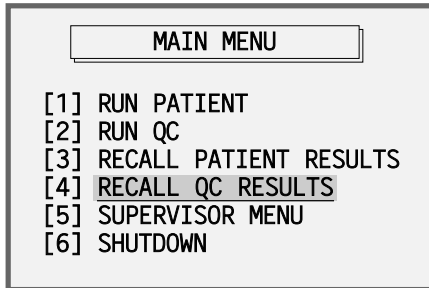 MAIN MENU
[1] RUN PATIENT
[2] RUN QC
[3] RECALL PATIENT RESULTS
[4] RECALL QC RESULTS
[5] SUPERVISOR MENU
[6] SHUTDOWN